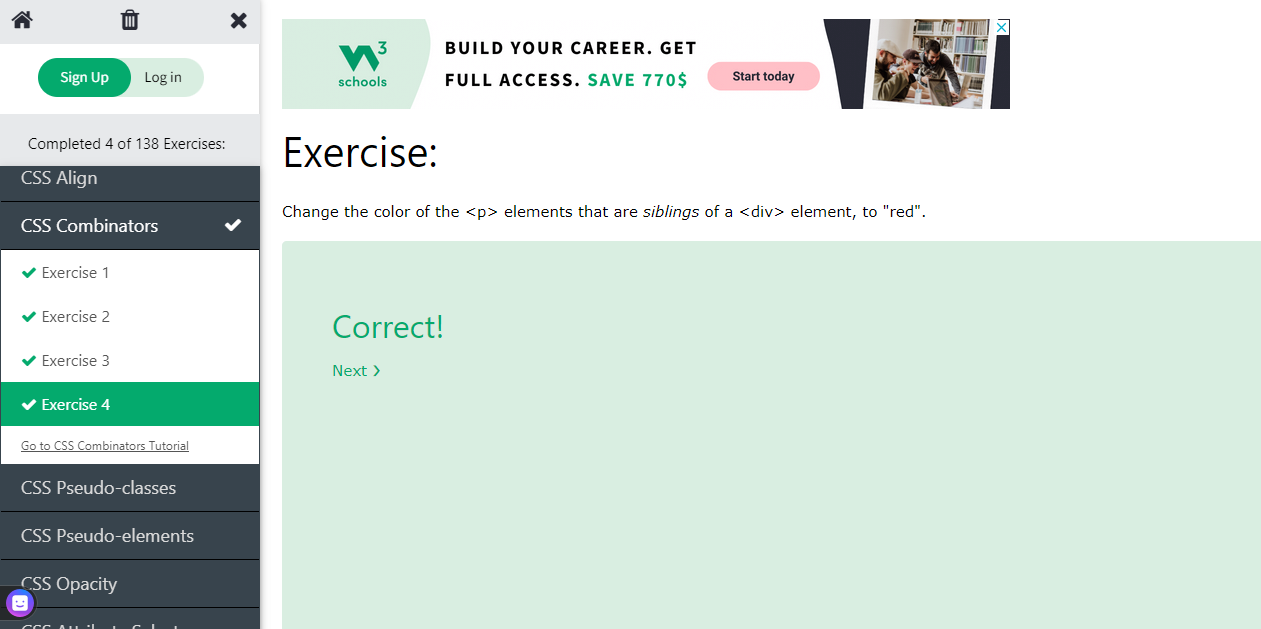 Sign Up
Log in
Completed 4 of 138 Exercises:
CSS Align
CSS Combinators
Exercise 1
Exercise 2
Exercise 3
Exercise 4
Go to CSS Combinators Tutorial
CSS Pseudo-classes
CSS Pseudo-elements
CSS Opacity
w3
schools
BUILD YOUR CAREER. GET
FULL ACCESS. SAVE 770$
Start today
Exercise:
Change the color of the <p> elements that are siblings of a <div> element, to "red".
Correct!
Next ❯